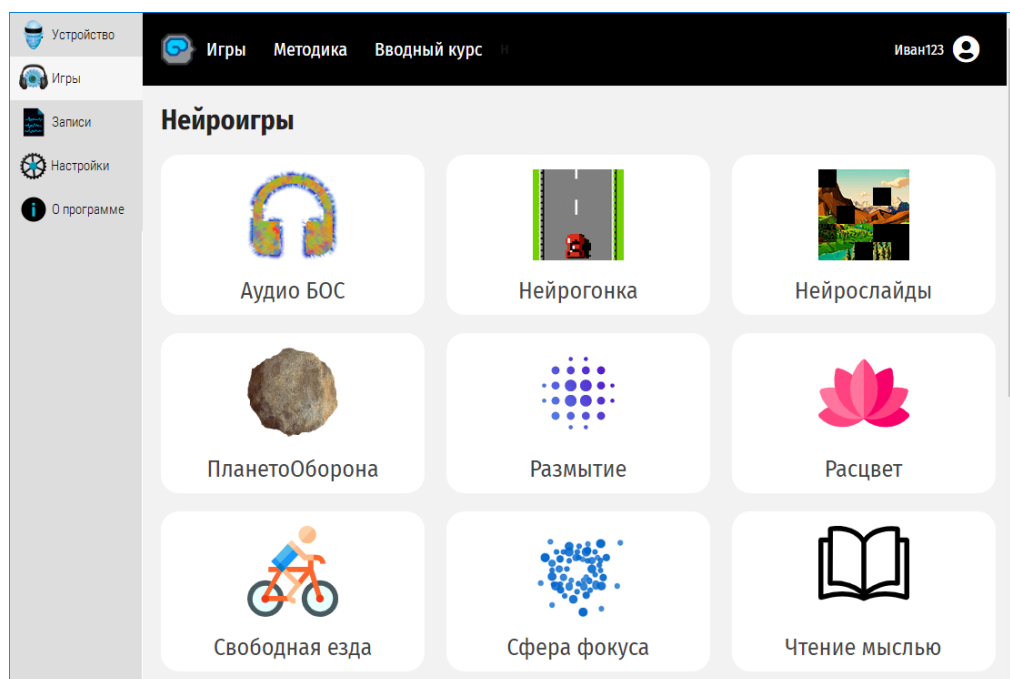 Устройство
Игры
Записи
Настройки
О программе
Игры Методика Вводный курс н
Иван123
Нейроигры
Аудио БОС
Нейрогонка
Нейрослайды
ПланетоОборона
Размытие
Расцвет
Свободная езда
Сфера фокуса
Чтение мыслью